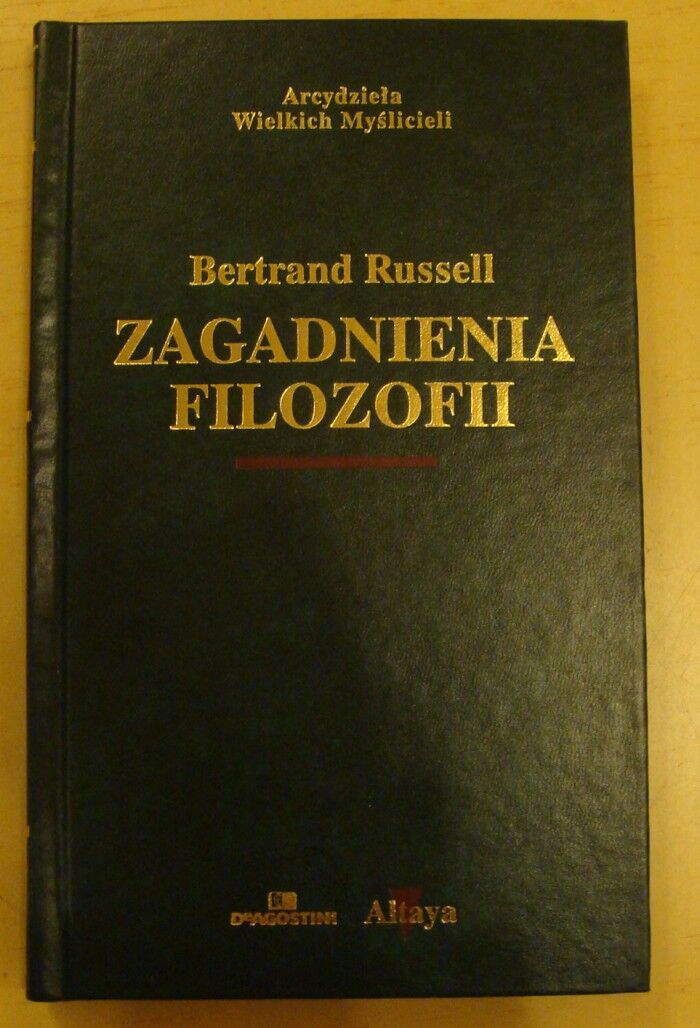 Arcydzieła
Wielkich Myślicieli
Bertrand Russell
ZAGADNIENIA
FILOZOFII
DeAGOSTINI
Altaya